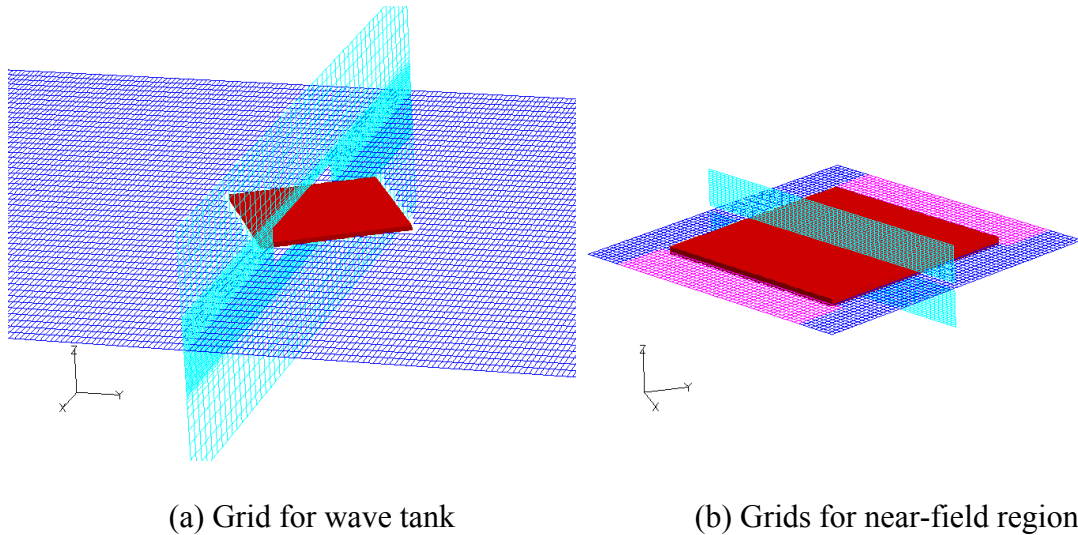 Z
Y
X
Z
Y
X
(a) Grid for wave tank
(b) Grids for near-field region